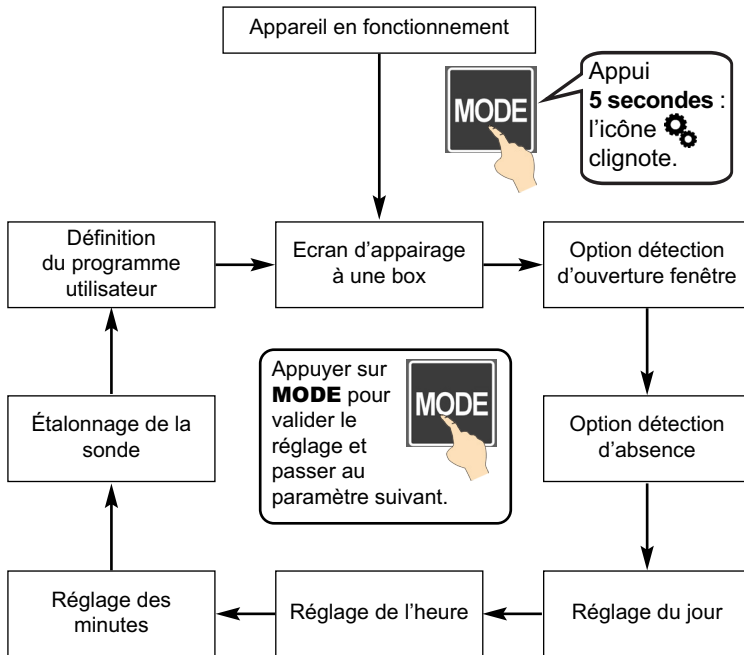 Appareil en fonctionnement
MODE
Appui
5 secondes :
l'icône
clignote.
Définition
du programme
utilisateur
Ecran d'appairage
à une box
Option détection
d'ouverture fenêtre
Étalonnage de la
sonde
Appuyer sur
MODE pour
valider le
réglage et
passer au
paramètre suivant.
MODE
Option détection
d'absence
Réglage des
minutes
Réglage de l'heure
Réglage du jour